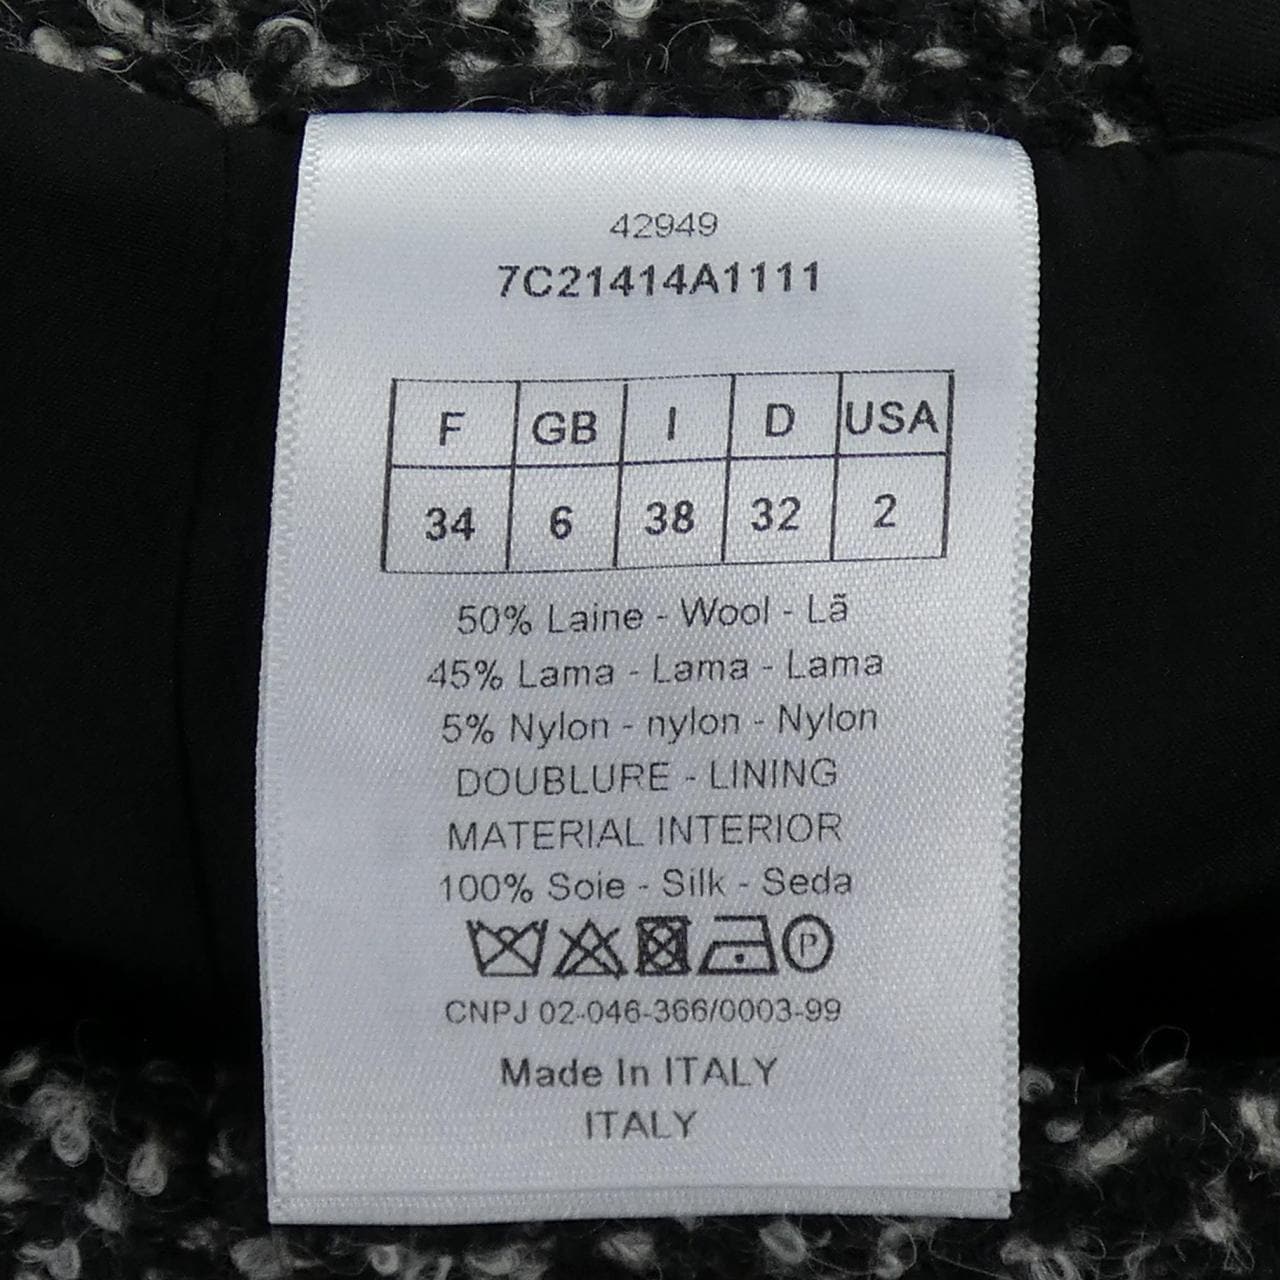 42949
7C21414A1111
F GB I D USA
34 6 38 32 2
50% Laine - Wool - Lã
45% Lama - Lama - Lama
5% Nylon - nylon - Nylon
DOUBLURE - LINING
MATERIAL INTERIOR
100% Soie - Silk - Seda
P
CNPJ 02-046-366/0003-99
Made In ITALY
ITALY